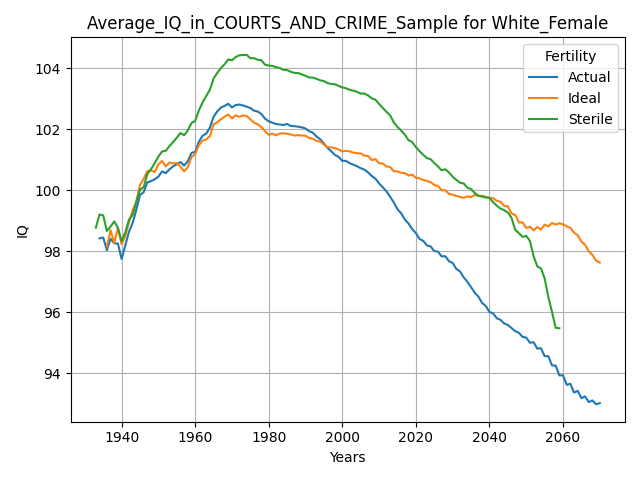 Average_IQ_in_COURTS_AND_CRIME_Sample for White_Female
Fertility
Actual
Ideal
Sterile
IQ
104
102
100
98
96
94
1940
1960
1980
2000
2020
2040
2060
Years